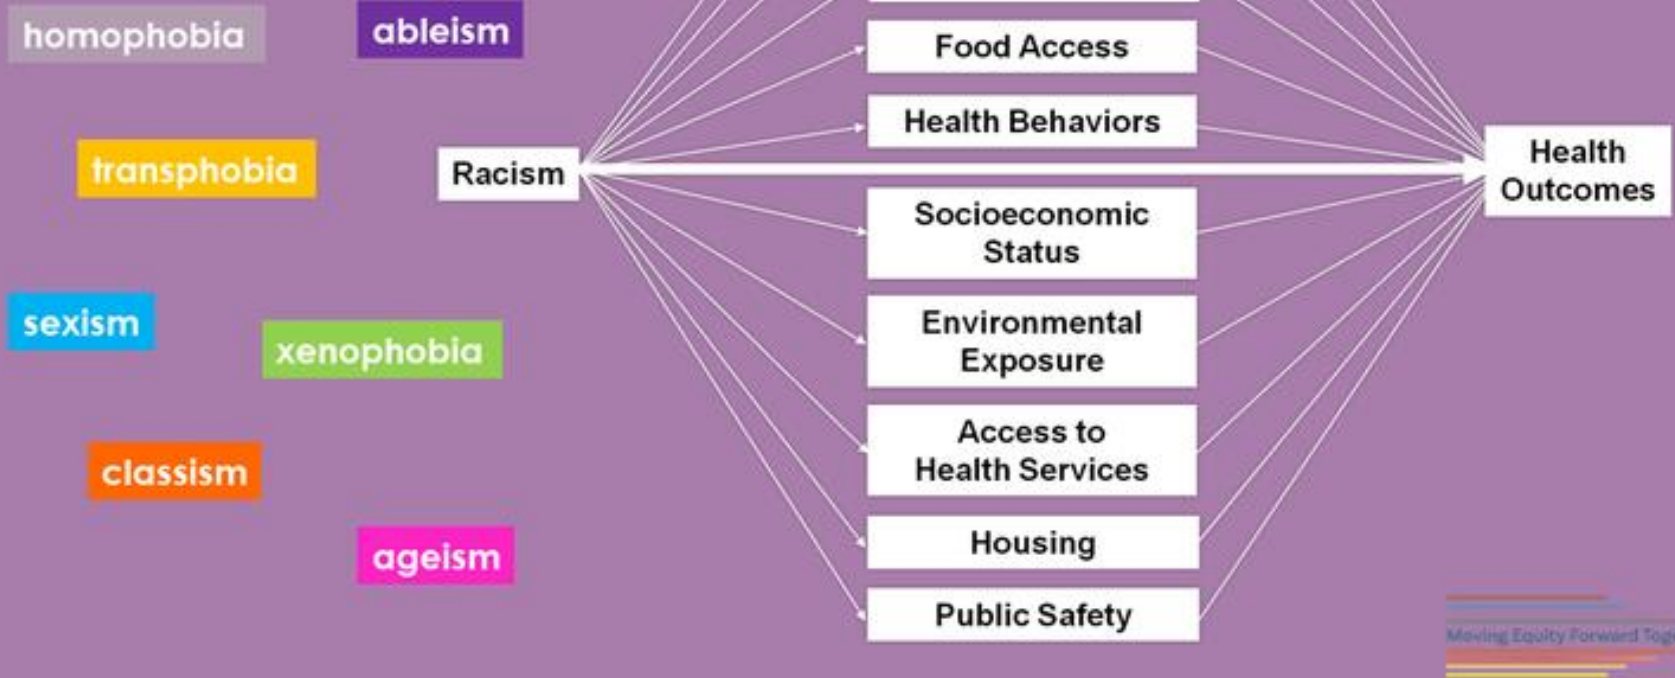 homophobia
ableism
transphobia
Racism
sexism
xenophobia
classism
ageism
Food Access
Health Behaviors
Socioeconomic
Status
Environmental
Exposure
Access to
Health Services
Housing
Public Safety
Health
Outcomes
Moving Equity Forward Toge